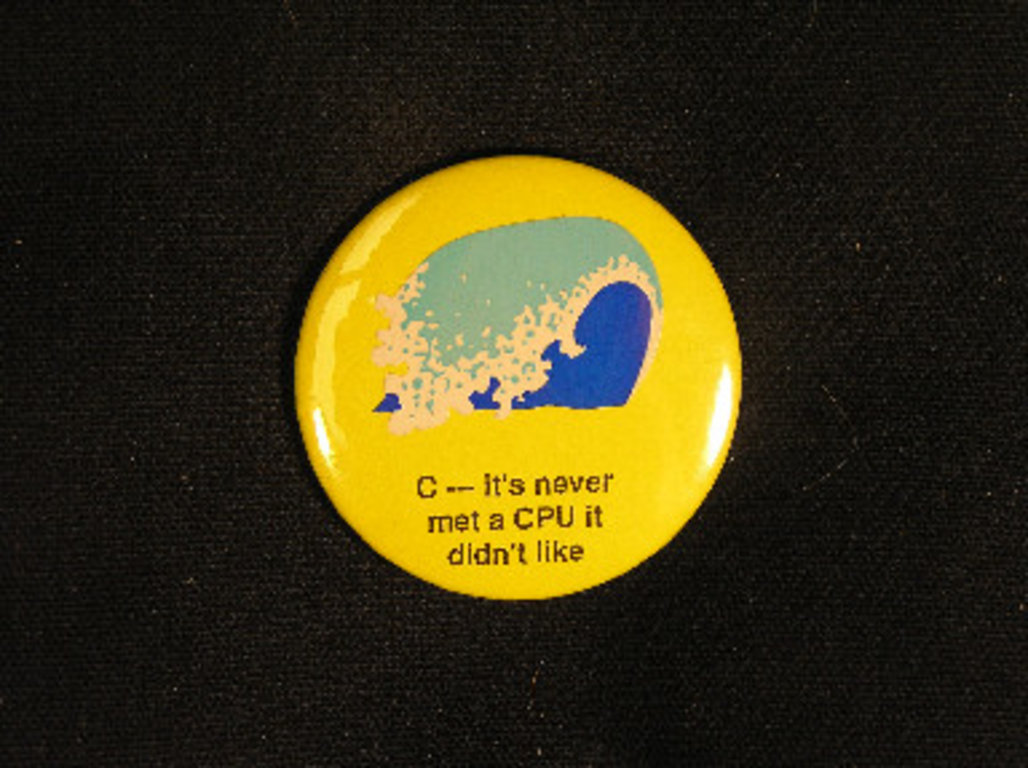 C -- it's never
met a CPU it
didn't like